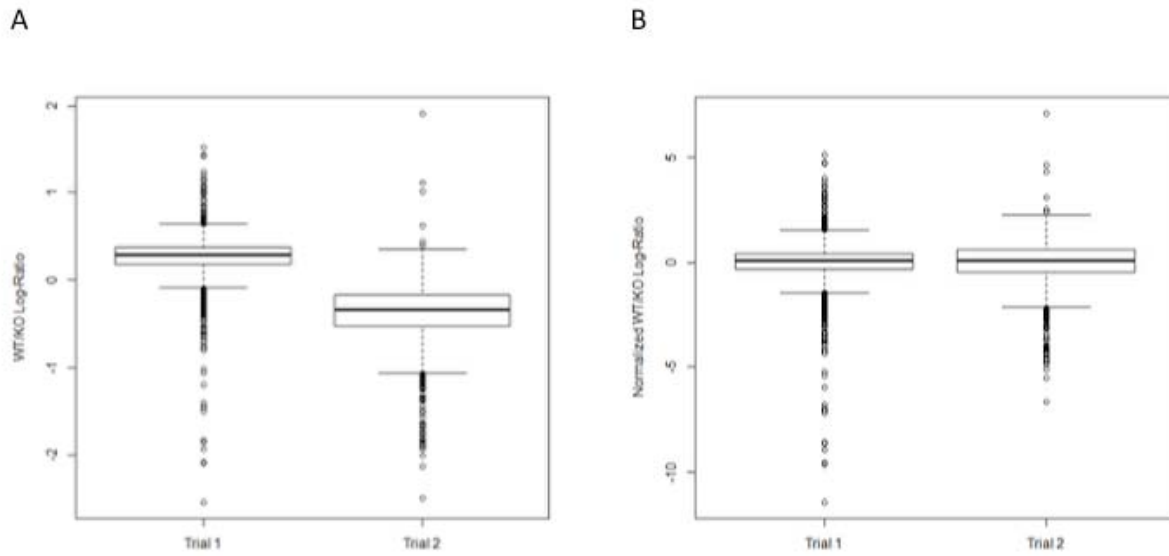 A
B
WT/KO Log-Ratio
2
1
0
-1
-2
Trial 1
Trial 2
Normalized WT/KO Log-Ratio
5
0
-5
-10
Trial 1
Trial 2